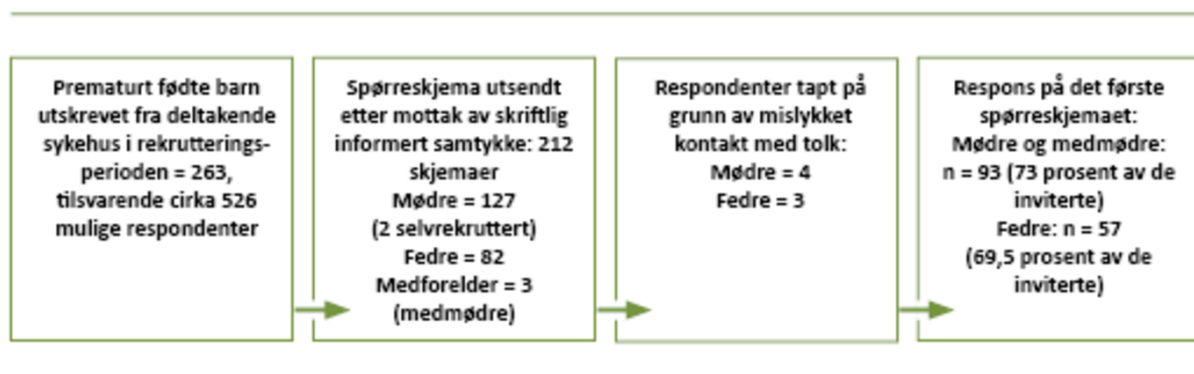 Prematurt fødte barn
utskrevet fra deltakende
sykehus i rekrutterings-
perioden = 263,
tilsvarende cirka 526
mulige respondenter
Spørreskjema utsendt
etter mottak av skriftlig
informert samtykke: 212
skjemaer
Mødre = 127
(2 selvrekruttert)
Fedre = 82
Medforelder = 3
(medmødre)
Respondenter tapt på
grunn av mislykket
kontakt med tolk:
Mødre = 4
Fedre = 3
Respons på det første
spørreskjemaet:
Mødre og medmødre:
n = 93 (73 prosent av de
inviterte)
Fedre: n = 57
(69,5 prosent av de
inviterte)